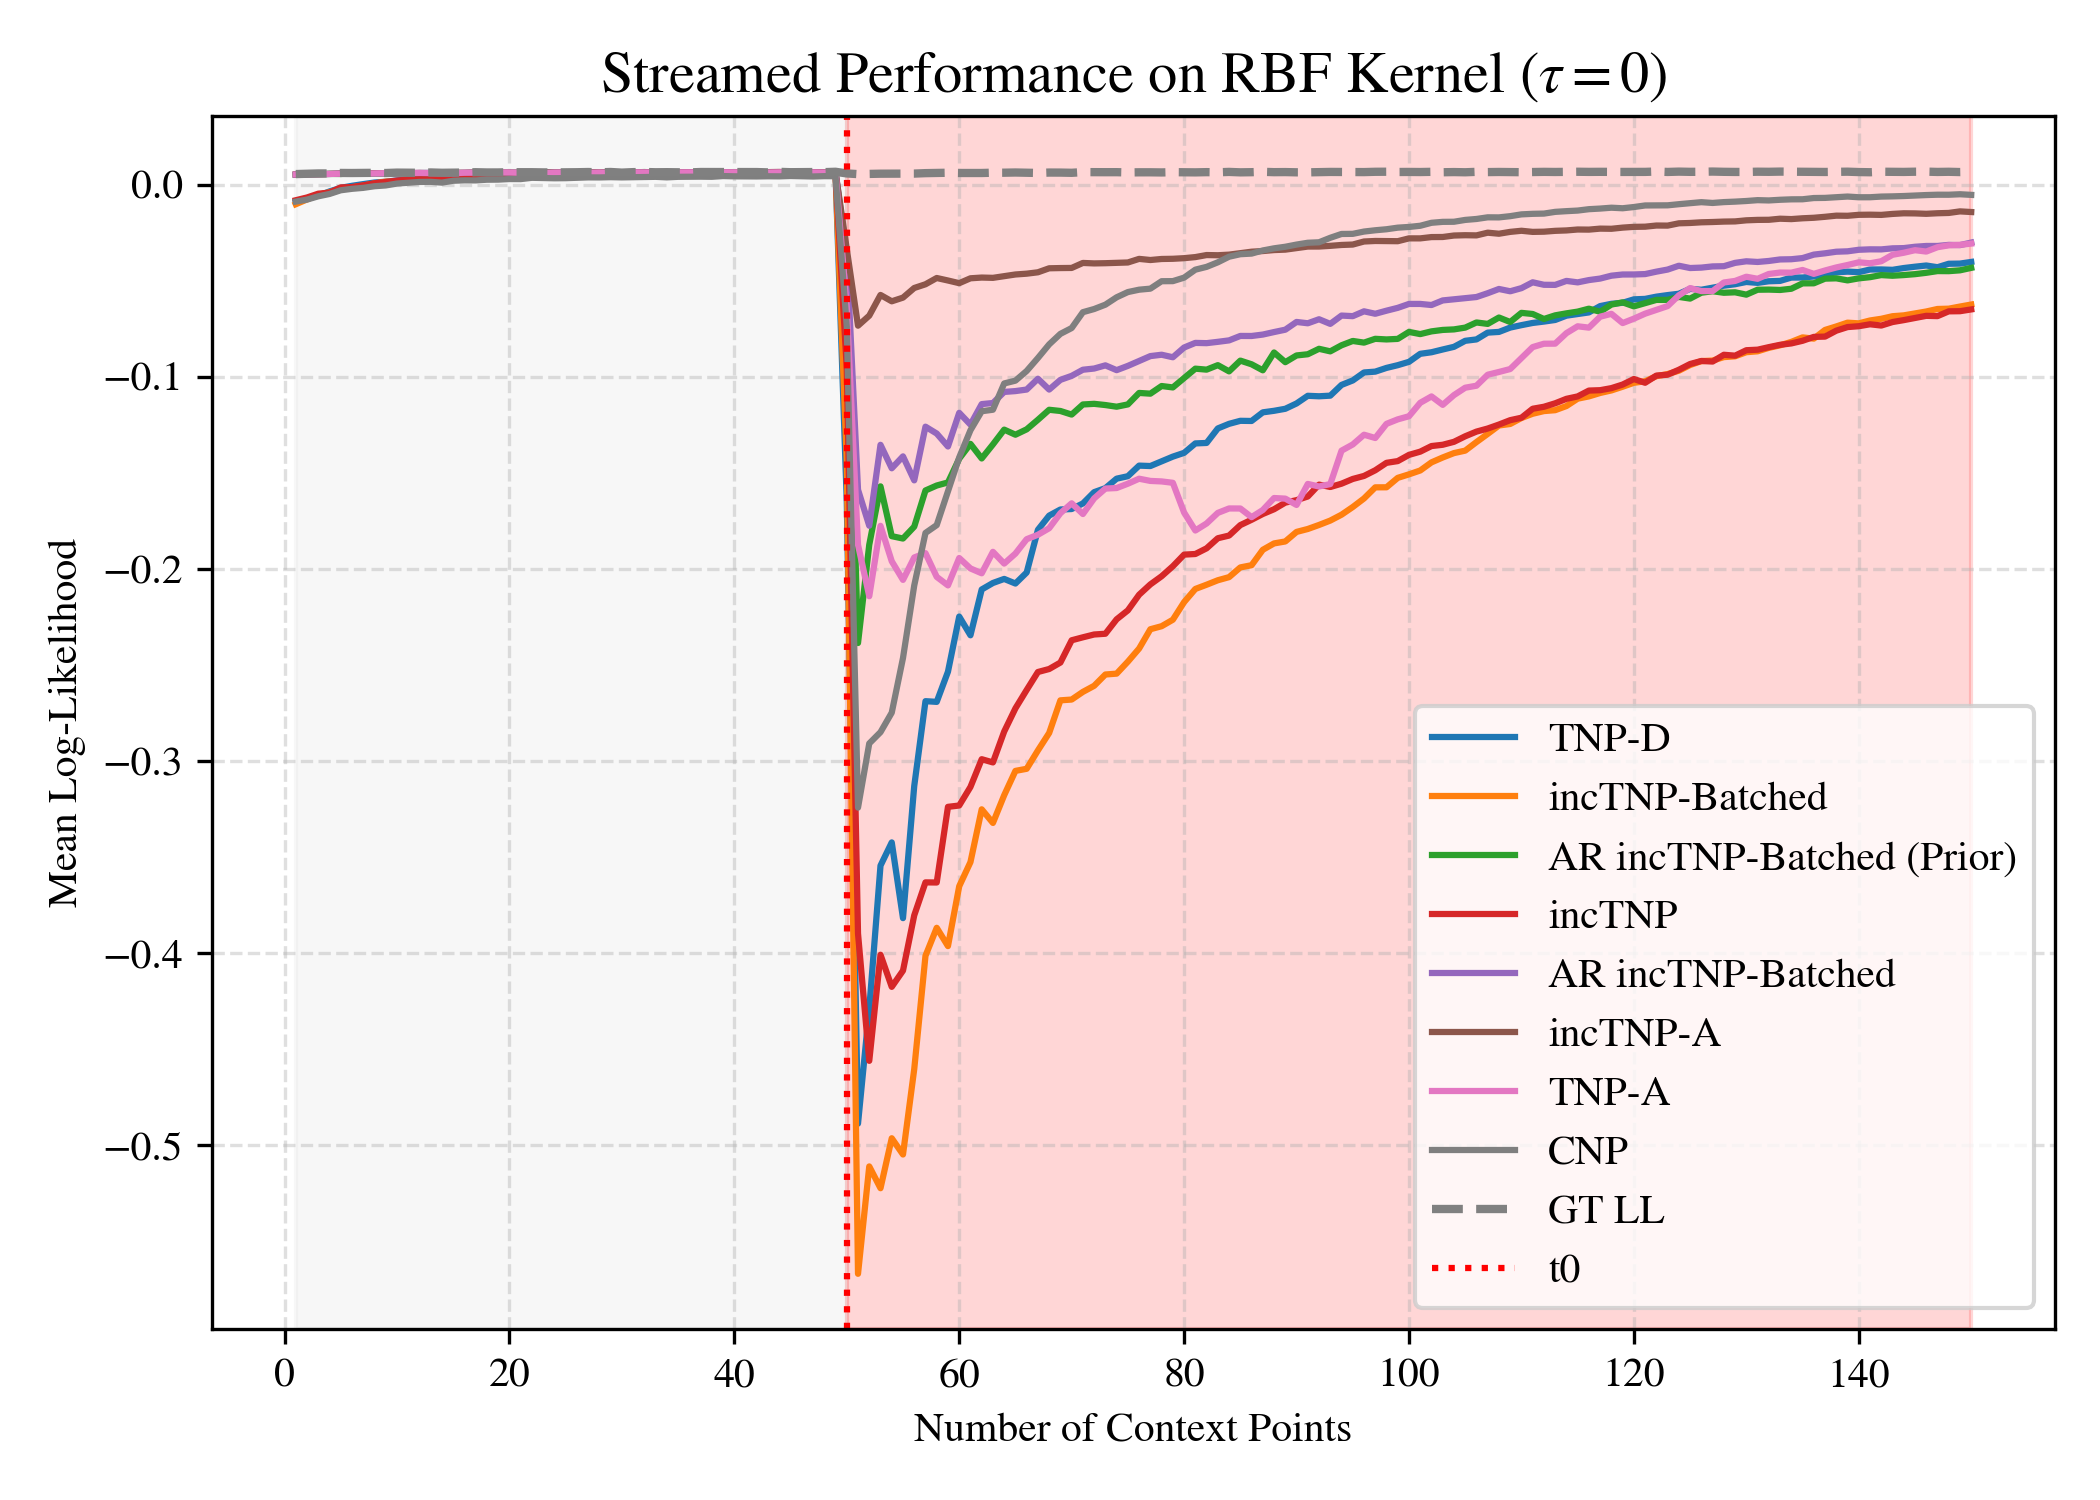 Streamed Performance on RBF Kernel (τ = 0)
Mean Log-Likelihood
0.0
−0.1
−0.2
−0.3
−0.4
−0.5
TNP-D
incTNP-Batched
AR incTNP-Batched (Prior)
incTNP
AR incTNP-Batched
incTNP-A
TNP-A
CNP
GT LL
t0
0 20 40 60 80 100 120 140
Number of Context Points